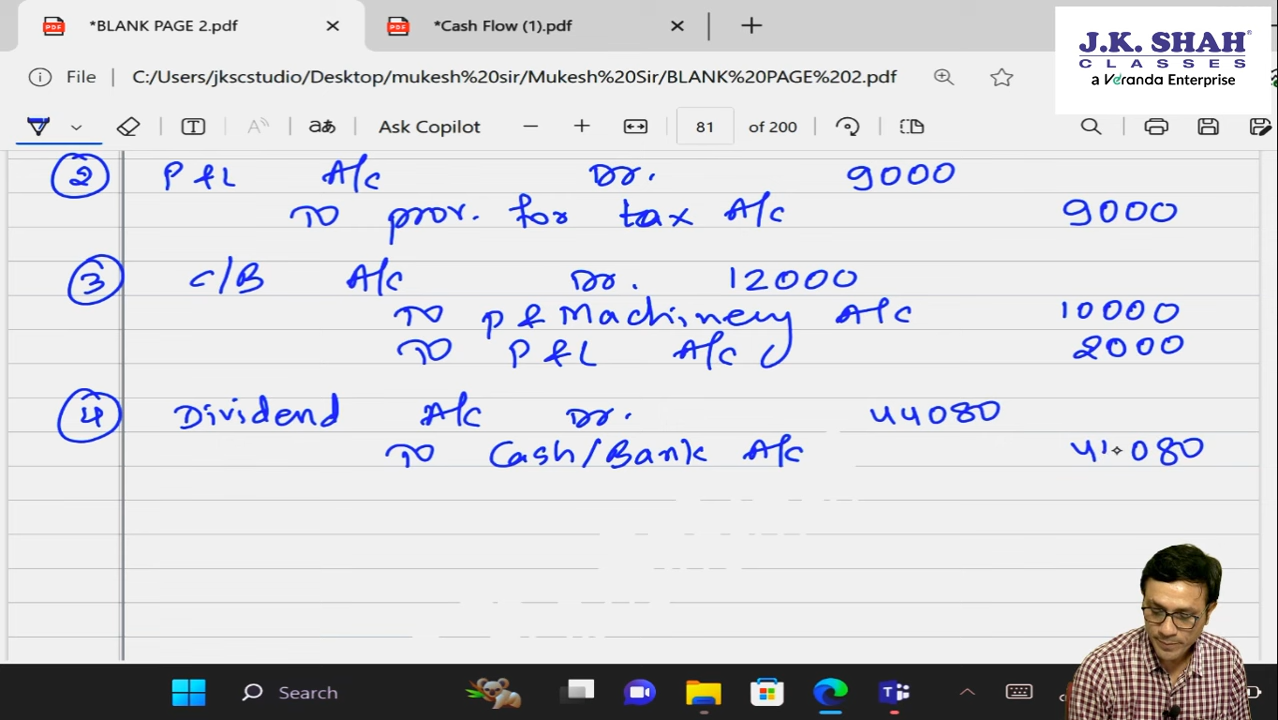 *BLANK PAGE 2.pdf
*Cash Flow (1).pdf
J.K. SHAH®
CLASSES
a Veranda Enterprise
File C:/Users/jkscstudio/Desktop/mukesh%20sir/Mukesh%20Sir/BLANK%20PAGE%202.pdf
aあ Ask Copilot 81 of 200
2 P&L A/c Dr. 9000
TO prov. for tax A/c 9000
3 C/B A/c Dr. 12000
TO P&Machinery A/c 10000
TO P&L A/c 2000
4 Dividend A/c Dr. 44080
TO Cash/Bank A/c 44080
Search